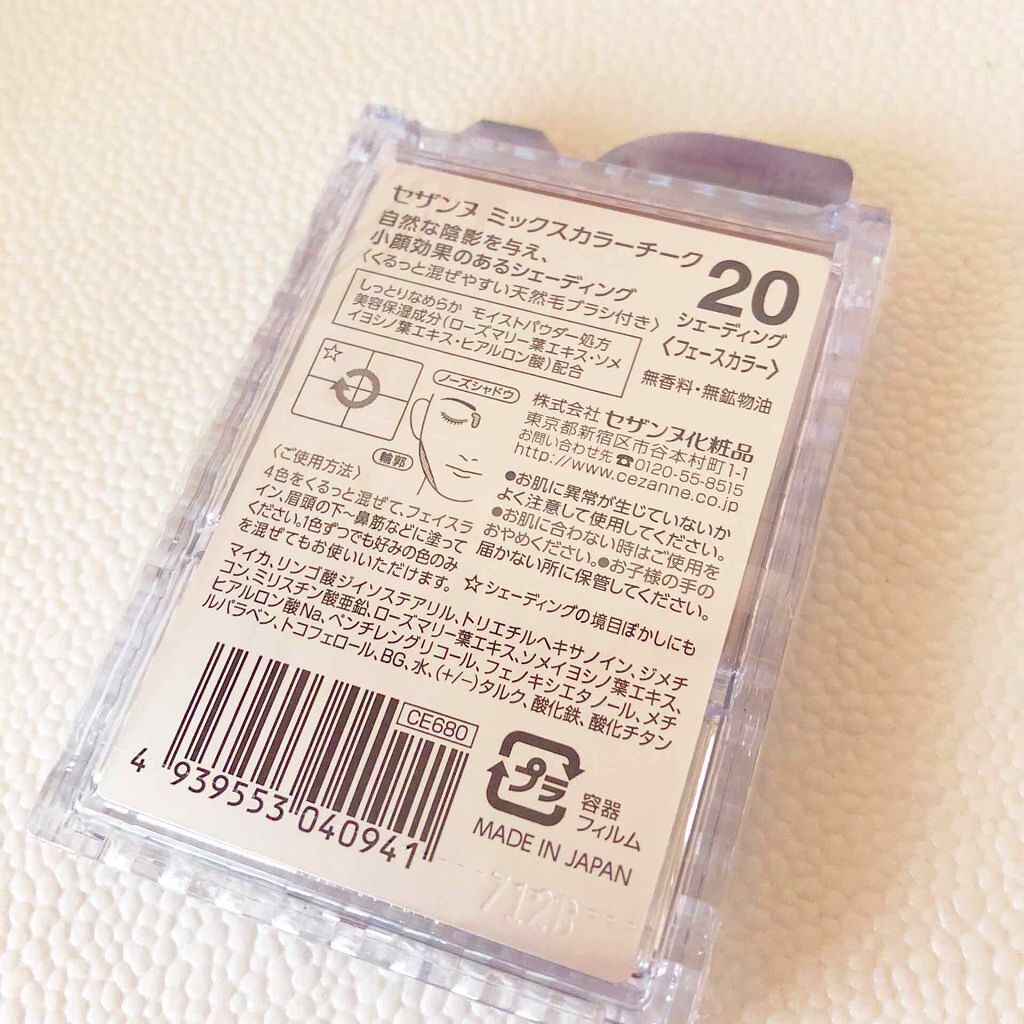 セザンヌ ミックスカラーチーク
自然な陰影を与え、
小顔効果のあるシェーディング
〈くるっと混ぜやすい天然毛ブラシ付き〉
20
シェーディング
〈フェースカラー〉
無香料・無鉱物油
しっとりなめらか モイストパウダー処方
美容保湿成分(ローズマリー葉エキス・ソメ
イヨシノ葉エキス・ヒアルロン酸)配合
☆
ノーズシャドウ
輪郭
株式会社 セザンヌ化粧品
東京都新宿区市谷本村町1-1
お問い合わせ先 ☎0120-55-8515
http://www.cezanne.co.jp
〈ご使用方法〉
4色をくるっと混ぜて、フェイスラ
イン、眉頭の下~鼻筋などに塗って
ください。1色ずつでも好みの色のみ
を混ぜてもお使いいただけます。 ☆シェーディングの境目ぼかしにも
●お肌に異常が生じていないか
よく注意して使用してください。
●お肌に合わない時はご使用を
おやめください。●お子様の手の
届かない所に保管してください。
マイカ、リンゴ酸ジイソステアリル、トリエチルヘキサノイン、ジメチ
コン、ミリスチン酸亜鉛、ローズマリー葉エキス、ソメイヨシノ葉エキス、
ヒアルロン酸Na、ペンチレングリコール、フェノキシエタノール、メチ
ルパラベン、トコフェロール、BG、水、(+/−)タルク、酸化鉄、酸化チタン
CE680
4 939553 040941
プラ
容器
フィルム
MADE IN JAPAN